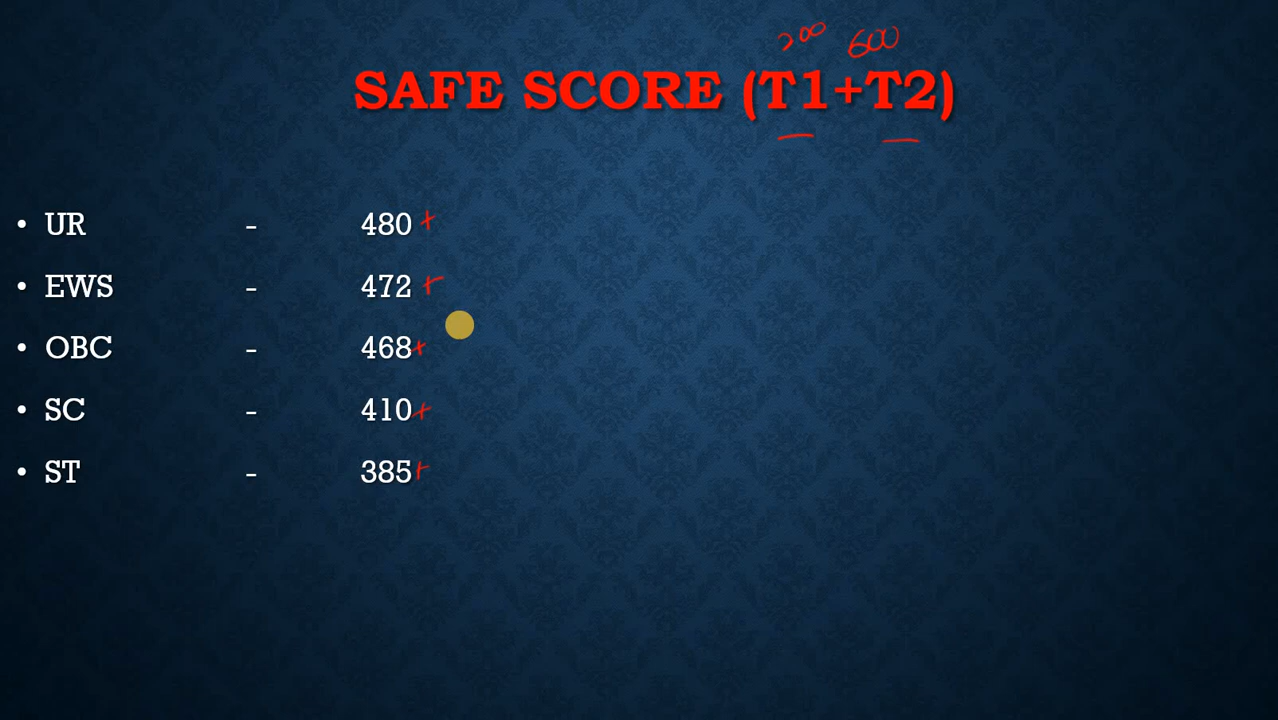 200 600
SAFE SCORE (T1+T2)
• UR - 480+
• EWS - 472+
• OBC - 468+
• SC - 410+
• ST - 385+